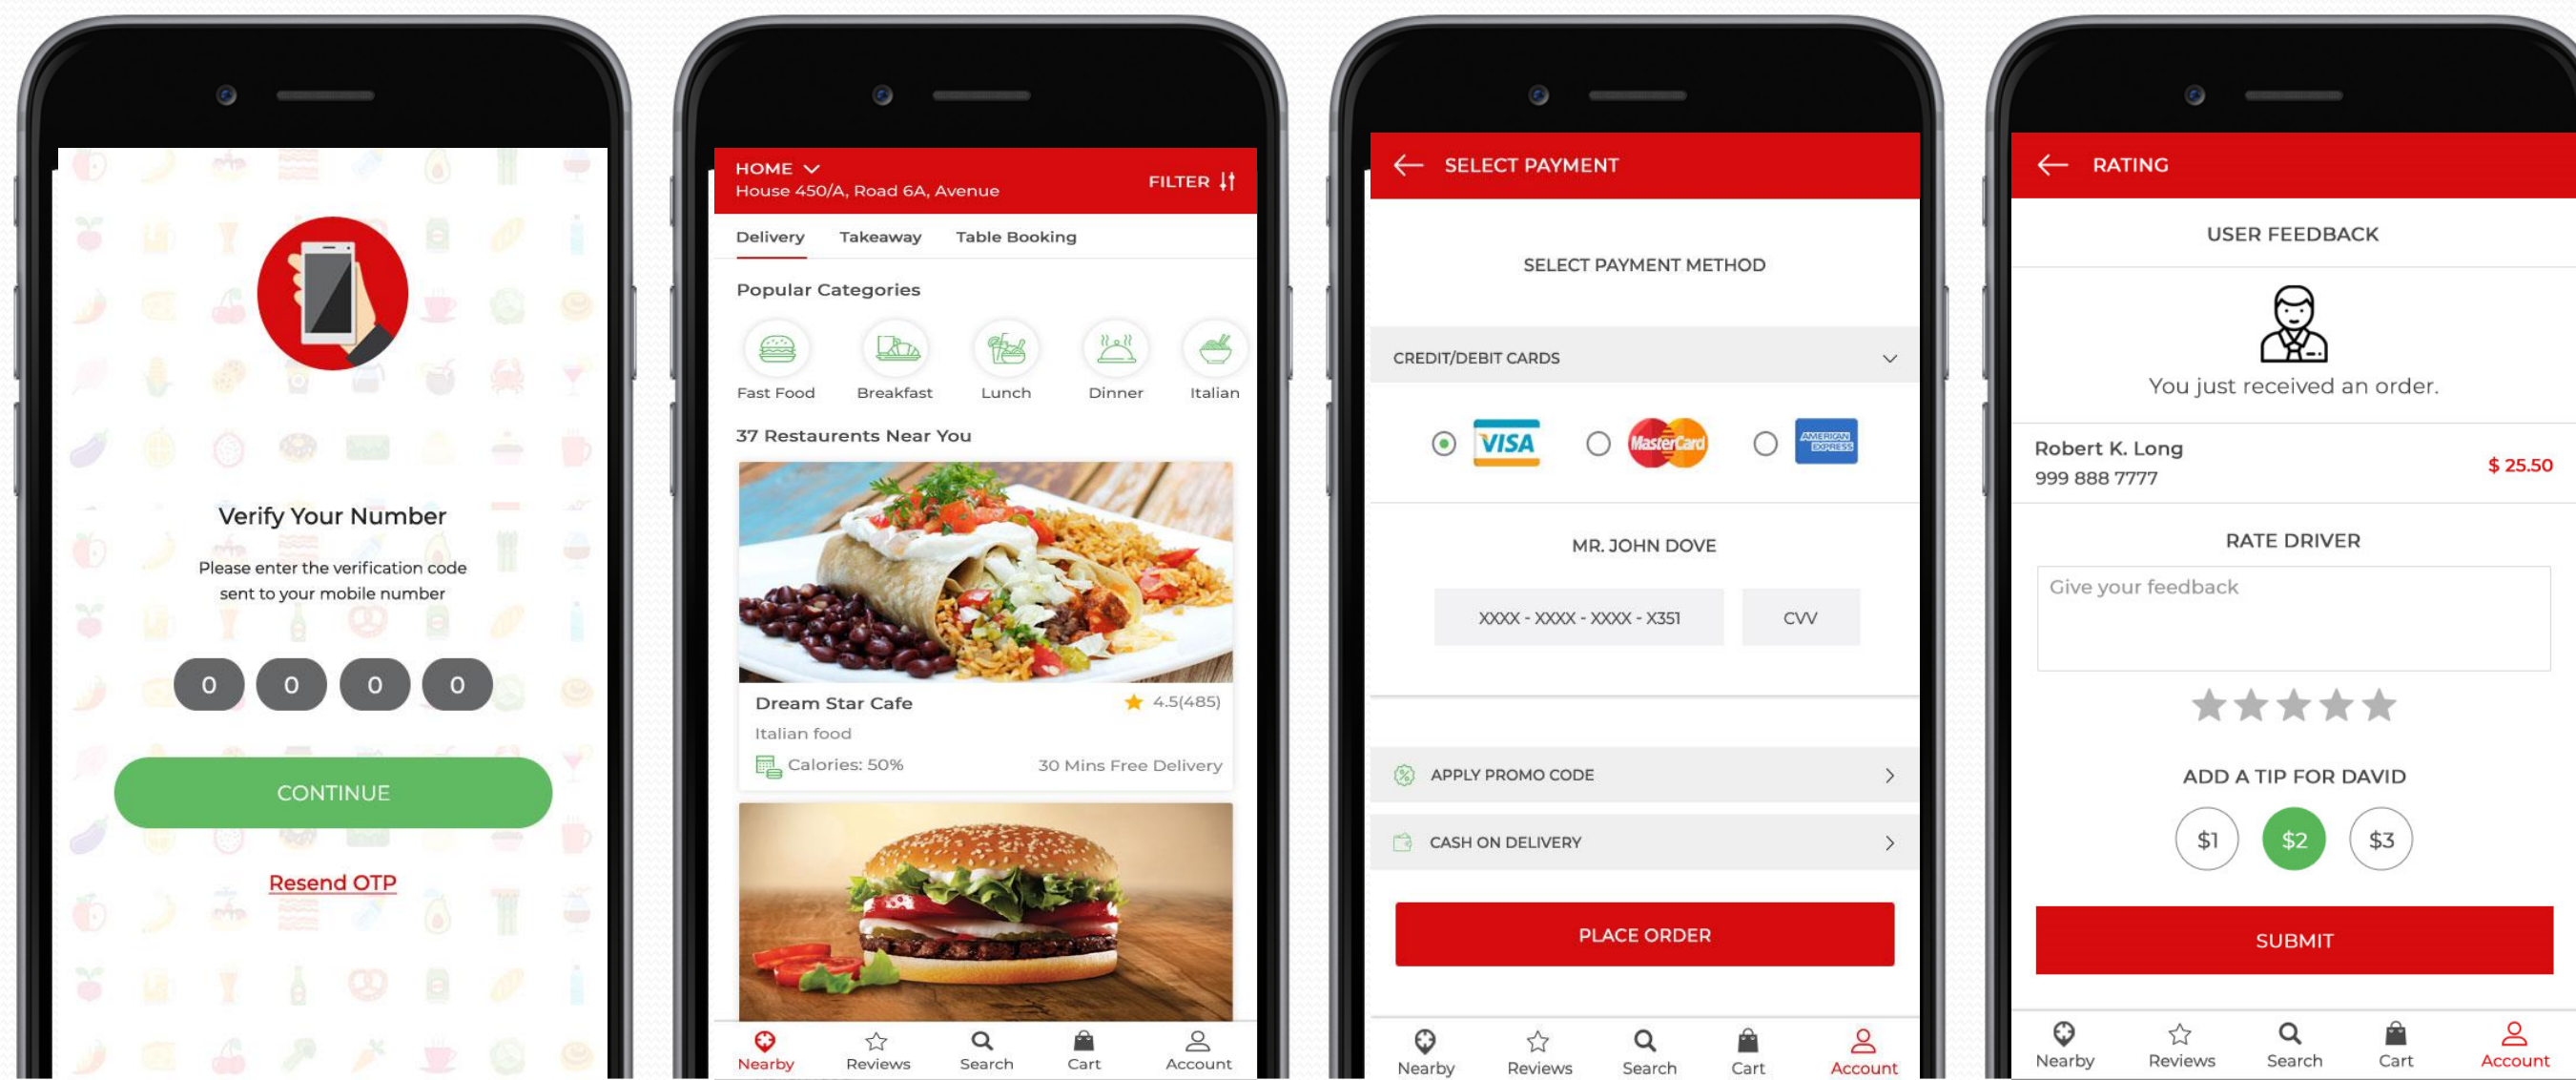 Verify Your Number
Please enter the verification code
sent to your mobile number
0 0 0 0
CONTINUE
Resend OTP
HOME
House 450/A, Road 6A, Avenue
FILTER
Delivery Takeaway Table Booking
Popular Categories
Fast Food Breakfast Lunch Dinner Italian
37 Restaurents Near You
Dream Star Cafe 4.5(485)
Italian food
Calories: 50% 30 Mins Free Delivery
Nearby Reviews Search Cart Account
SELECT PAYMENT
SELECT PAYMENT METHOD
CREDIT/DEBIT CARDS
VISA MasterCard AMERICAN EXPRESS
MR. JOHN DOVE
XXXX - XXXX - XXXX - X351 CVV
APPLY PROMO CODE
CASH ON DELIVERY
PLACE ORDER
Nearby Reviews Search Cart Account
RATING
USER FEEDBACK
You just received an order.
Robert K. Long
999 888 7777
$ 25.50
RATE DRIVER
Give your feedback
ADD A TIP FOR DAVID
$1 $2 $3
SUBMIT
Nearby Reviews Search Cart Account